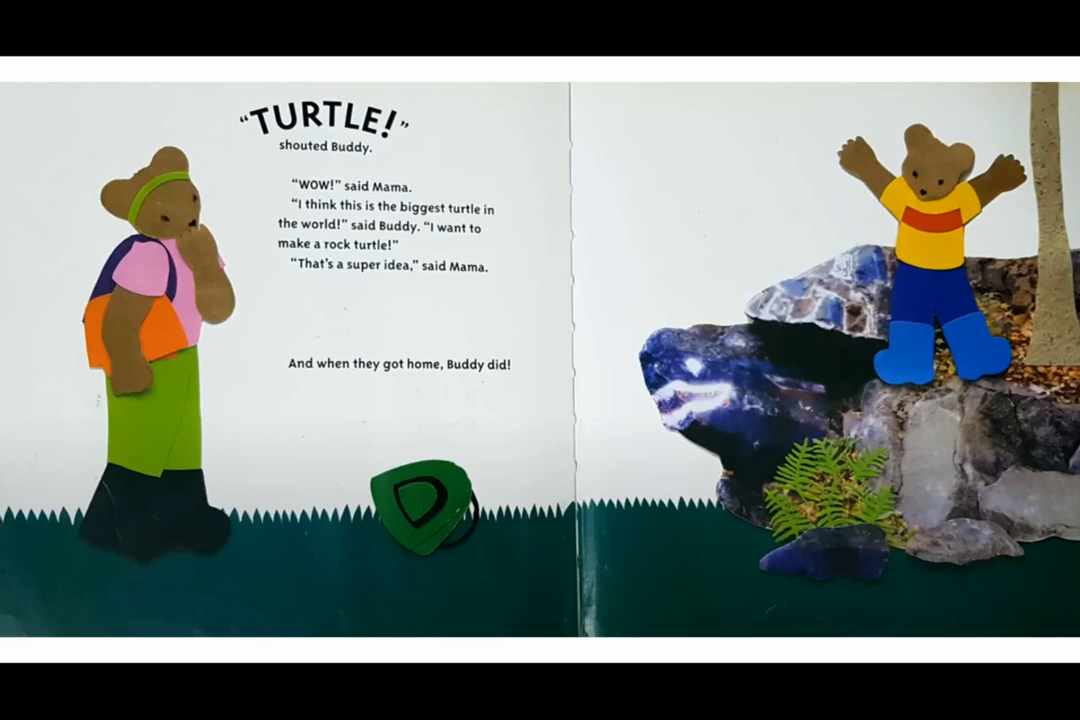 “TURTLE!”
shouted Buddy.
“WOW!” said Mama.
“I think this is the biggest turtle in
the world!” said Buddy. “I want to
make a rock turtle!”
“That’s a super idea,” said Mama.
And when they got home, Buddy did!